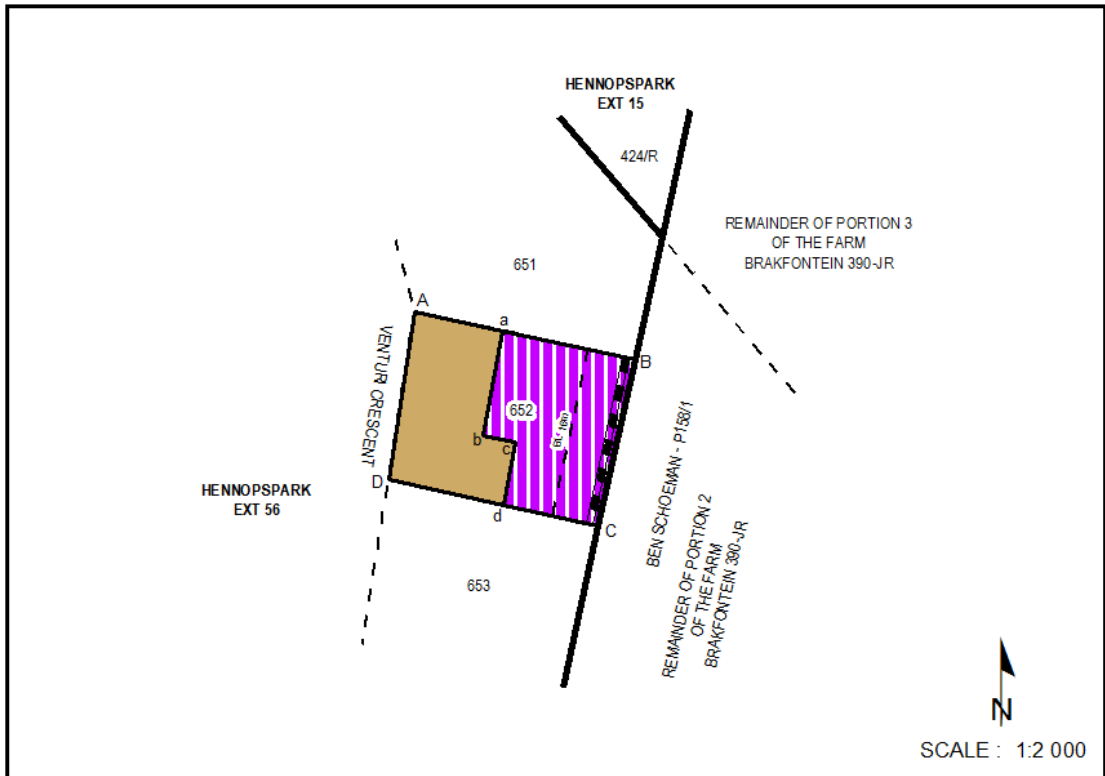 HENNOPSPARK
EXT 15
424/R
REMAINDER OF PORTION 3
OF THE FARM
BRAKFONTEIN 390-JR
651
A
a
B
VENTURI CRESCENT
652
b
c
BEN SCHOEMAN - P158/1
D
HENNOPSPARK
EXT 56
d
C
REMAINDER OF PORTION 2
OF THE FARM
BRAKFONTEIN 390-JR
653
N
SCALE : 1:2 000